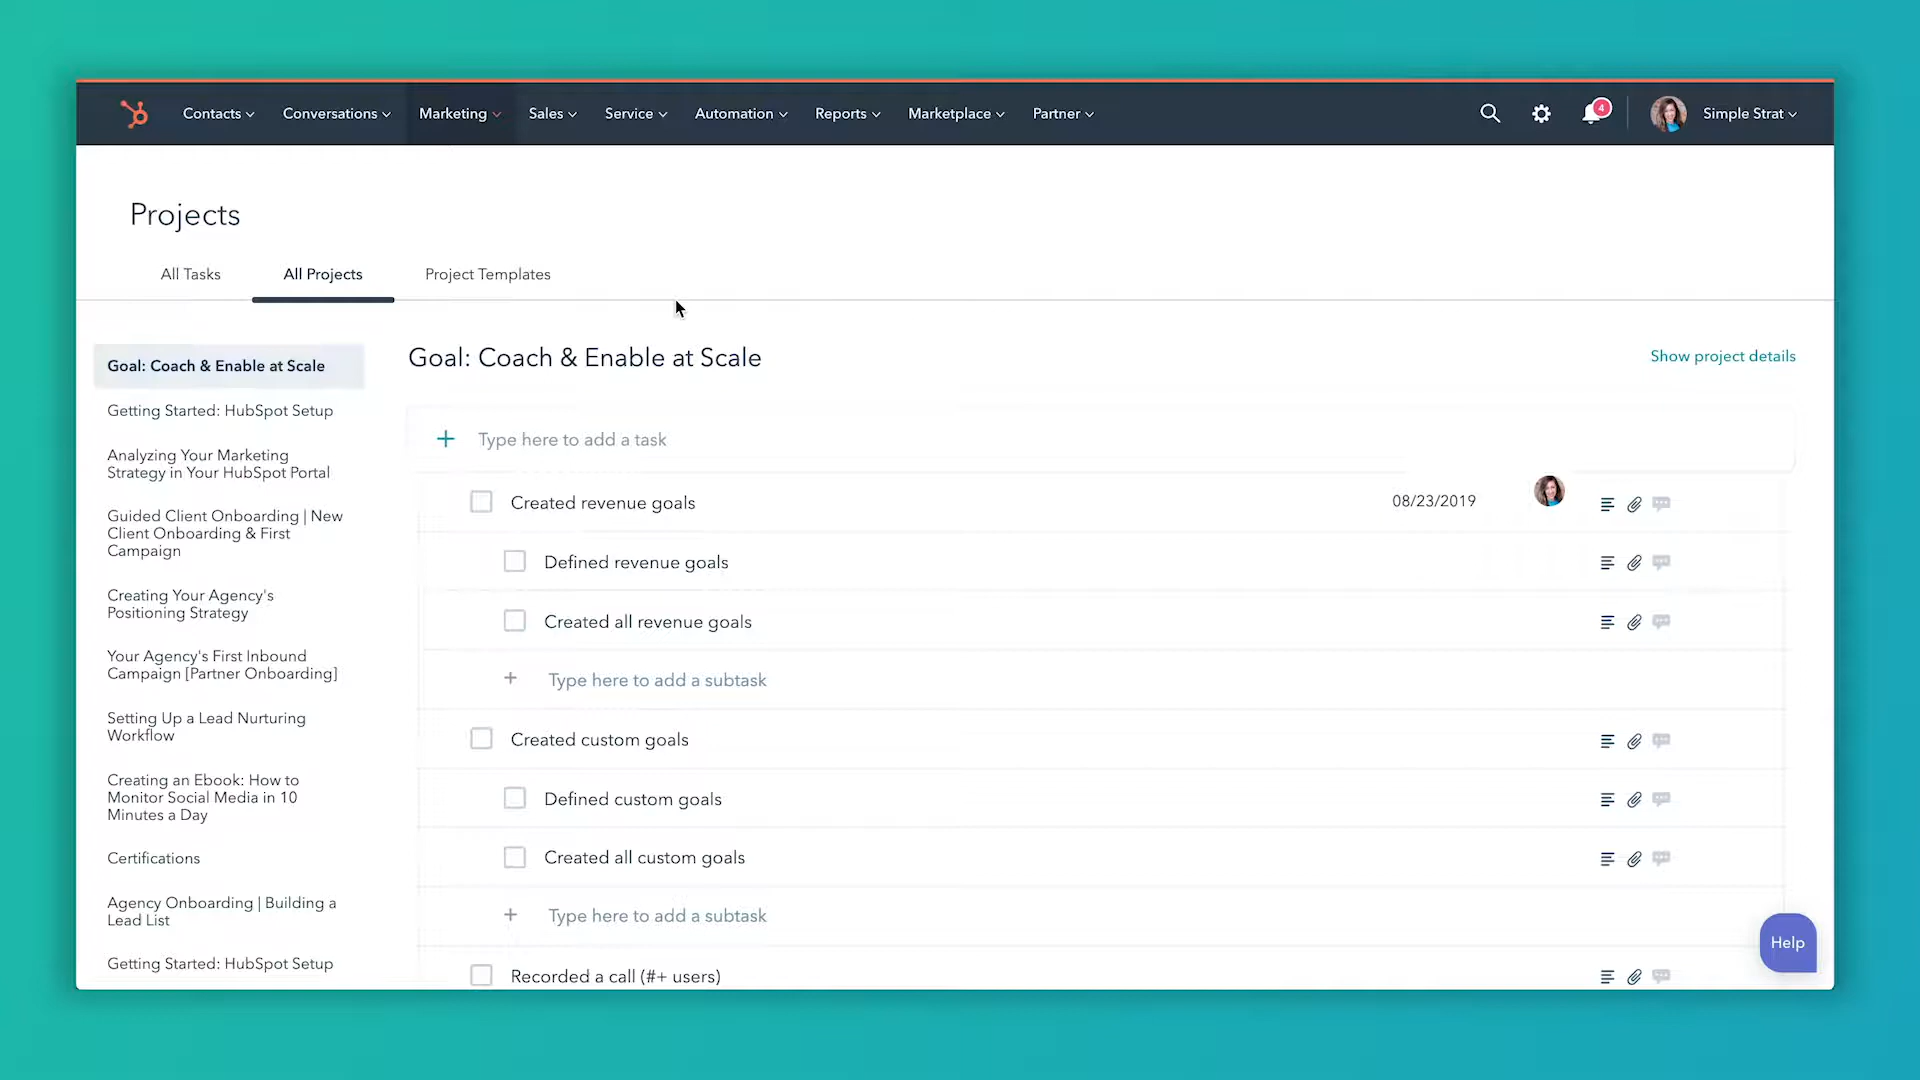 Contacts
Conversations
Marketing
Sales
Service
Automation
Reports
Marketplace
Partner
4
Simple Strat
Projects
All Tasks
All Projects
Project Templates
Goal: Coach & Enable at Scale
Getting Started: HubSpot Setup
Analyzing Your Marketing
Strategy in Your HubSpot Portal
Guided Client Onboarding | New
Client Onboarding & First
Campaign
Creating Your Agency's
Positioning Strategy
Your Agency's First Inbound
Campaign [Partner Onboarding]
Setting Up a Lead Nurturing
Workflow
Creating an Ebook: How to
Monitor Social Media in 10
Minutes a Day
Certifications
Agency Onboarding | Building a
Lead List
Getting Started: HubSpot Setup
Goal: Coach & Enable at Scale
Show project details
Type here to add a task
Created revenue goals
08/23/2019
Defined revenue goals
Created all revenue goals
Type here to add a subtask
Created custom goals
Defined custom goals
Created all custom goals
Type here to add a subtask
Recorded a call (#+ users)
Help